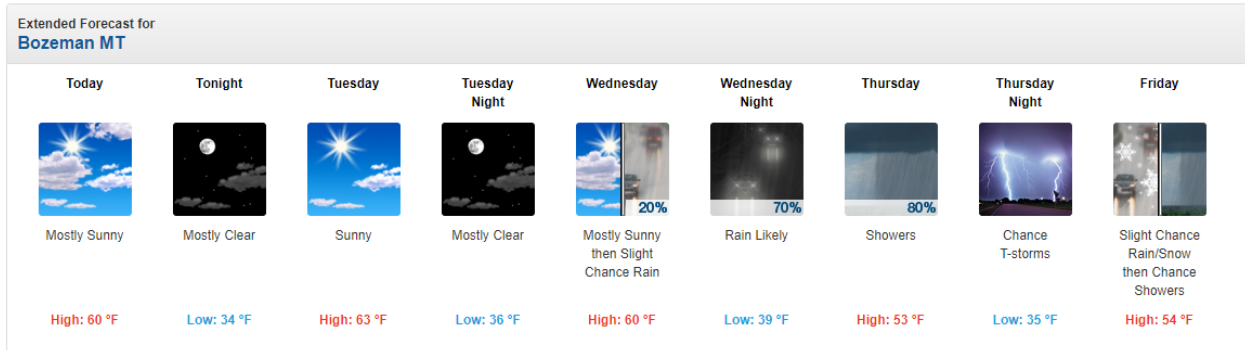 Extended Forecast for
Bozeman MT
Today
Tonight
Tuesday
Tuesday
Night
Wednesday
Wednesday
Night
Thursday
Thursday
Night
Friday
20%
70%
80%
Mostly Sunny
Mostly Clear
Sunny
Mostly Clear
Mostly Sunny
then Slight
Chance Rain
Rain Likely
Showers
Chance
T-storms
Slight Chance
Rain/Snow
then Chance
Showers
High: 60 °F
Low: 34 °F
High: 63 °F
Low: 36 °F
High: 60 °F
Low: 39 °F
High: 53 °F
Low: 35 °F
High: 54 °F